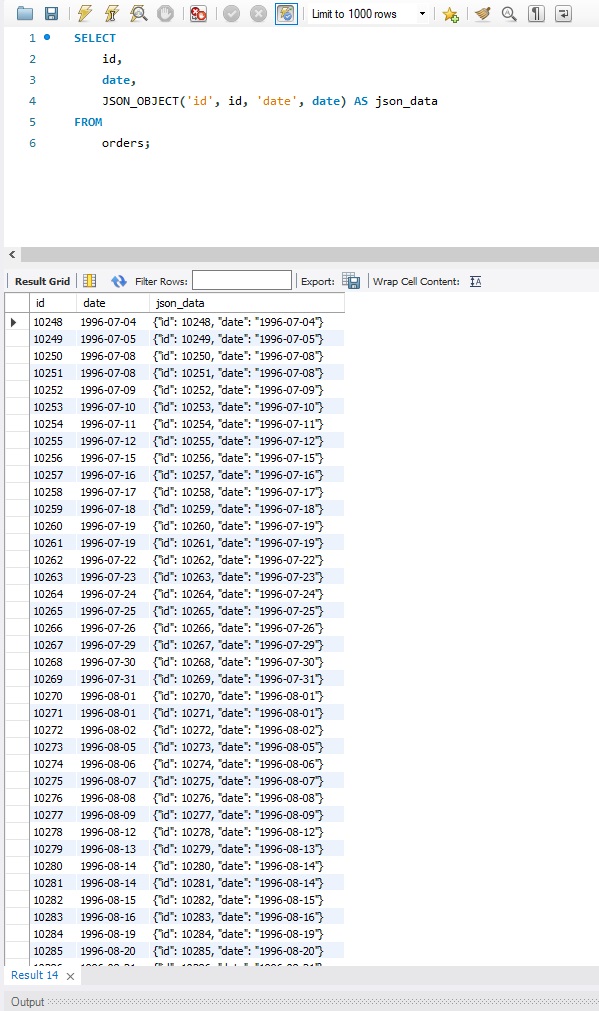 Limit to 1000 rows
1 SELECT
2 id,
3 date,
4 JSON_OBJECT('id', id, 'date', date) AS json_data
5 FROM
6 orders;
Result Grid Filter Rows: Export: Wrap Cell Content:
id date json_data
10248 1996-07-04 {"id": 10248, "date": "1996-07-04"}
10249 1996-07-05 {"id": 10249, "date": "1996-07-05"}
10250 1996-07-08 {"id": 10250, "date": "1996-07-08"}
10251 1996-07-08 {"id": 10251, "date": "1996-07-08"}
10252 1996-07-09 {"id": 10252, "date": "1996-07-09"}
10253 1996-07-10 {"id": 10253, "date": "1996-07-10"}
10254 1996-07-11 {"id": 10254, "date": "1996-07-11"}
10255 1996-07-12 {"id": 10255, "date": "1996-07-12"}
10256 1996-07-15 {"id": 10256, "date": "1996-07-15"}
10257 1996-07-16 {"id": 10257, "date": "1996-07-16"}
10258 1996-07-17 {"id": 10258, "date": "1996-07-17"}
10259 1996-07-18 {"id": 10259, "date": "1996-07-18"}
10260 1996-07-19 {"id": 10260, "date": "1996-07-19"}
10261 1996-07-19 {"id": 10261, "date": "1996-07-19"}
10262 1996-07-22 {"id": 10262, "date": "1996-07-22"}
10263 1996-07-23 {"id": 10263, "date": "1996-07-23"}
10264 1996-07-24 {"id": 10264, "date": "1996-07-24"}
10265 1996-07-25 {"id": 10265, "date": "1996-07-25"}
10266 1996-07-26 {"id": 10266, "date": "1996-07-26"}
10267 1996-07-29 {"id": 10267, "date": "1996-07-29"}
10268 1996-07-30 {"id": 10268, "date": "1996-07-30"}
10269 1996-07-31 {"id": 10269, "date": "1996-07-31"}
10270 1996-08-01 {"id": 10270, "date": "1996-08-01"}
10271 1996-08-01 {"id": 10271, "date": "1996-08-01"}
10272 1996-08-02 {"id": 10272, "date": "1996-08-02"}
10273 1996-08-05 {"id": 10273, "date": "1996-08-05"}
10274 1996-08-06 {"id": 10274, "date": "1996-08-06"}
10275 1996-08-07 {"id": 10275, "date": "1996-08-07"}
10276 1996-08-08 {"id": 10276, "date": "1996-08-08"}
10277 1996-08-09 {"id": 10277, "date": "1996-08-09"}
10278 1996-08-12 {"id": 10278, "date": "1996-08-12"}
10279 1996-08-13 {"id": 10279, "date": "1996-08-13"}
10280 1996-08-14 {"id": 10280, "date": "1996-08-14"}
10281 1996-08-14 {"id": 10281, "date": "1996-08-14"}
10282 1996-08-15 {"id": 10282, "date": "1996-08-15"}
10283 1996-08-16 {"id": 10283, "date": "1996-08-16"}
10284 1996-08-19 {"id": 10284, "date": "1996-08-19"}
10285 1996-08-20 {"id": 10285, "date": "1996-08-20"}
Result 14
Output